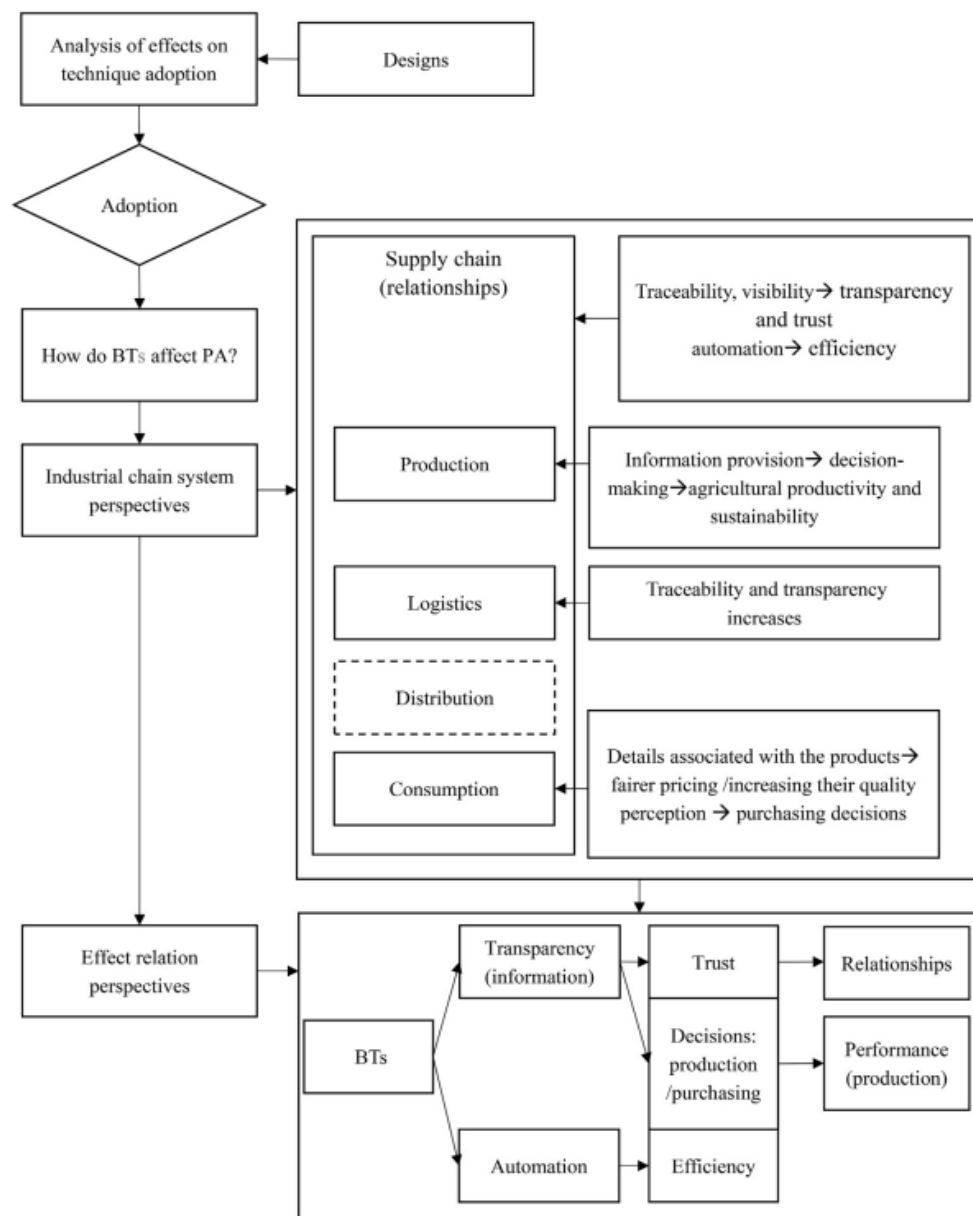 Analysis of effects on
technique adoption
Designs
Adoption
How do BTs affect PA?
Industrial chain system
perspectives
Supply chain
(relationships)
Traceability, visibility→ transparency
and trust
automation→ efficiency
Production
Information provision→ decision-
making→agricultural productivity and
sustainability
Logistics
Traceability and transparency
increases
Distribution
Consumption
Details associated with the products→
fairer pricing /increasing their quality
perception → purchasing decisions
Effect relation
perspectives
BTs
Transparency
(information)
Automation
Trust
Decisions:
production
/purchasing
Efficiency
Relationships
Performance
(production)